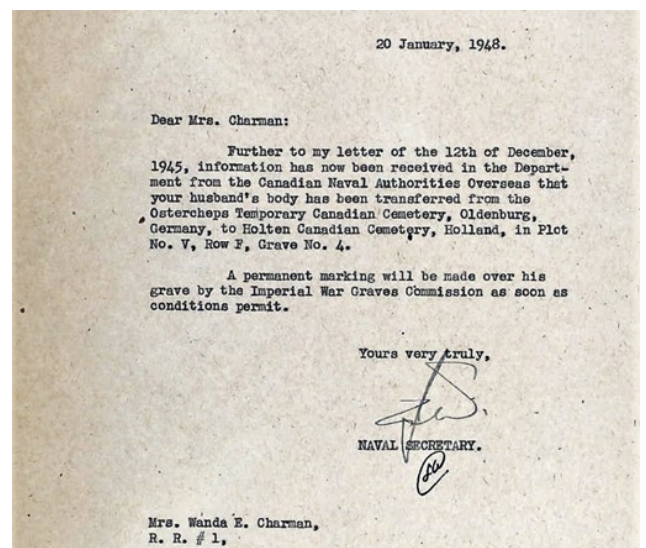 20 January, 1948.
Dear Mrs. Charman:
Further to my letter of the 12th of December,
1945, information has now been received in the Depart-
ment from the Canadian Naval Authorities Overseas that
your husband's body has been transferred from the
Ostercheps Temporary Canadian Cemetery, Oldenburg,
Germany, to Holten Canadian Cemetery, Holland, in Plot
No. V, Row F, Grave No. 4.
A permanent marking will be made over his
grave by the Imperial War Graves Commission as soon as
conditions permit.
Yours very truly,
NAVAL SECRETARY.
Mrs. Wanda E. Charman,
R. R. # 1,